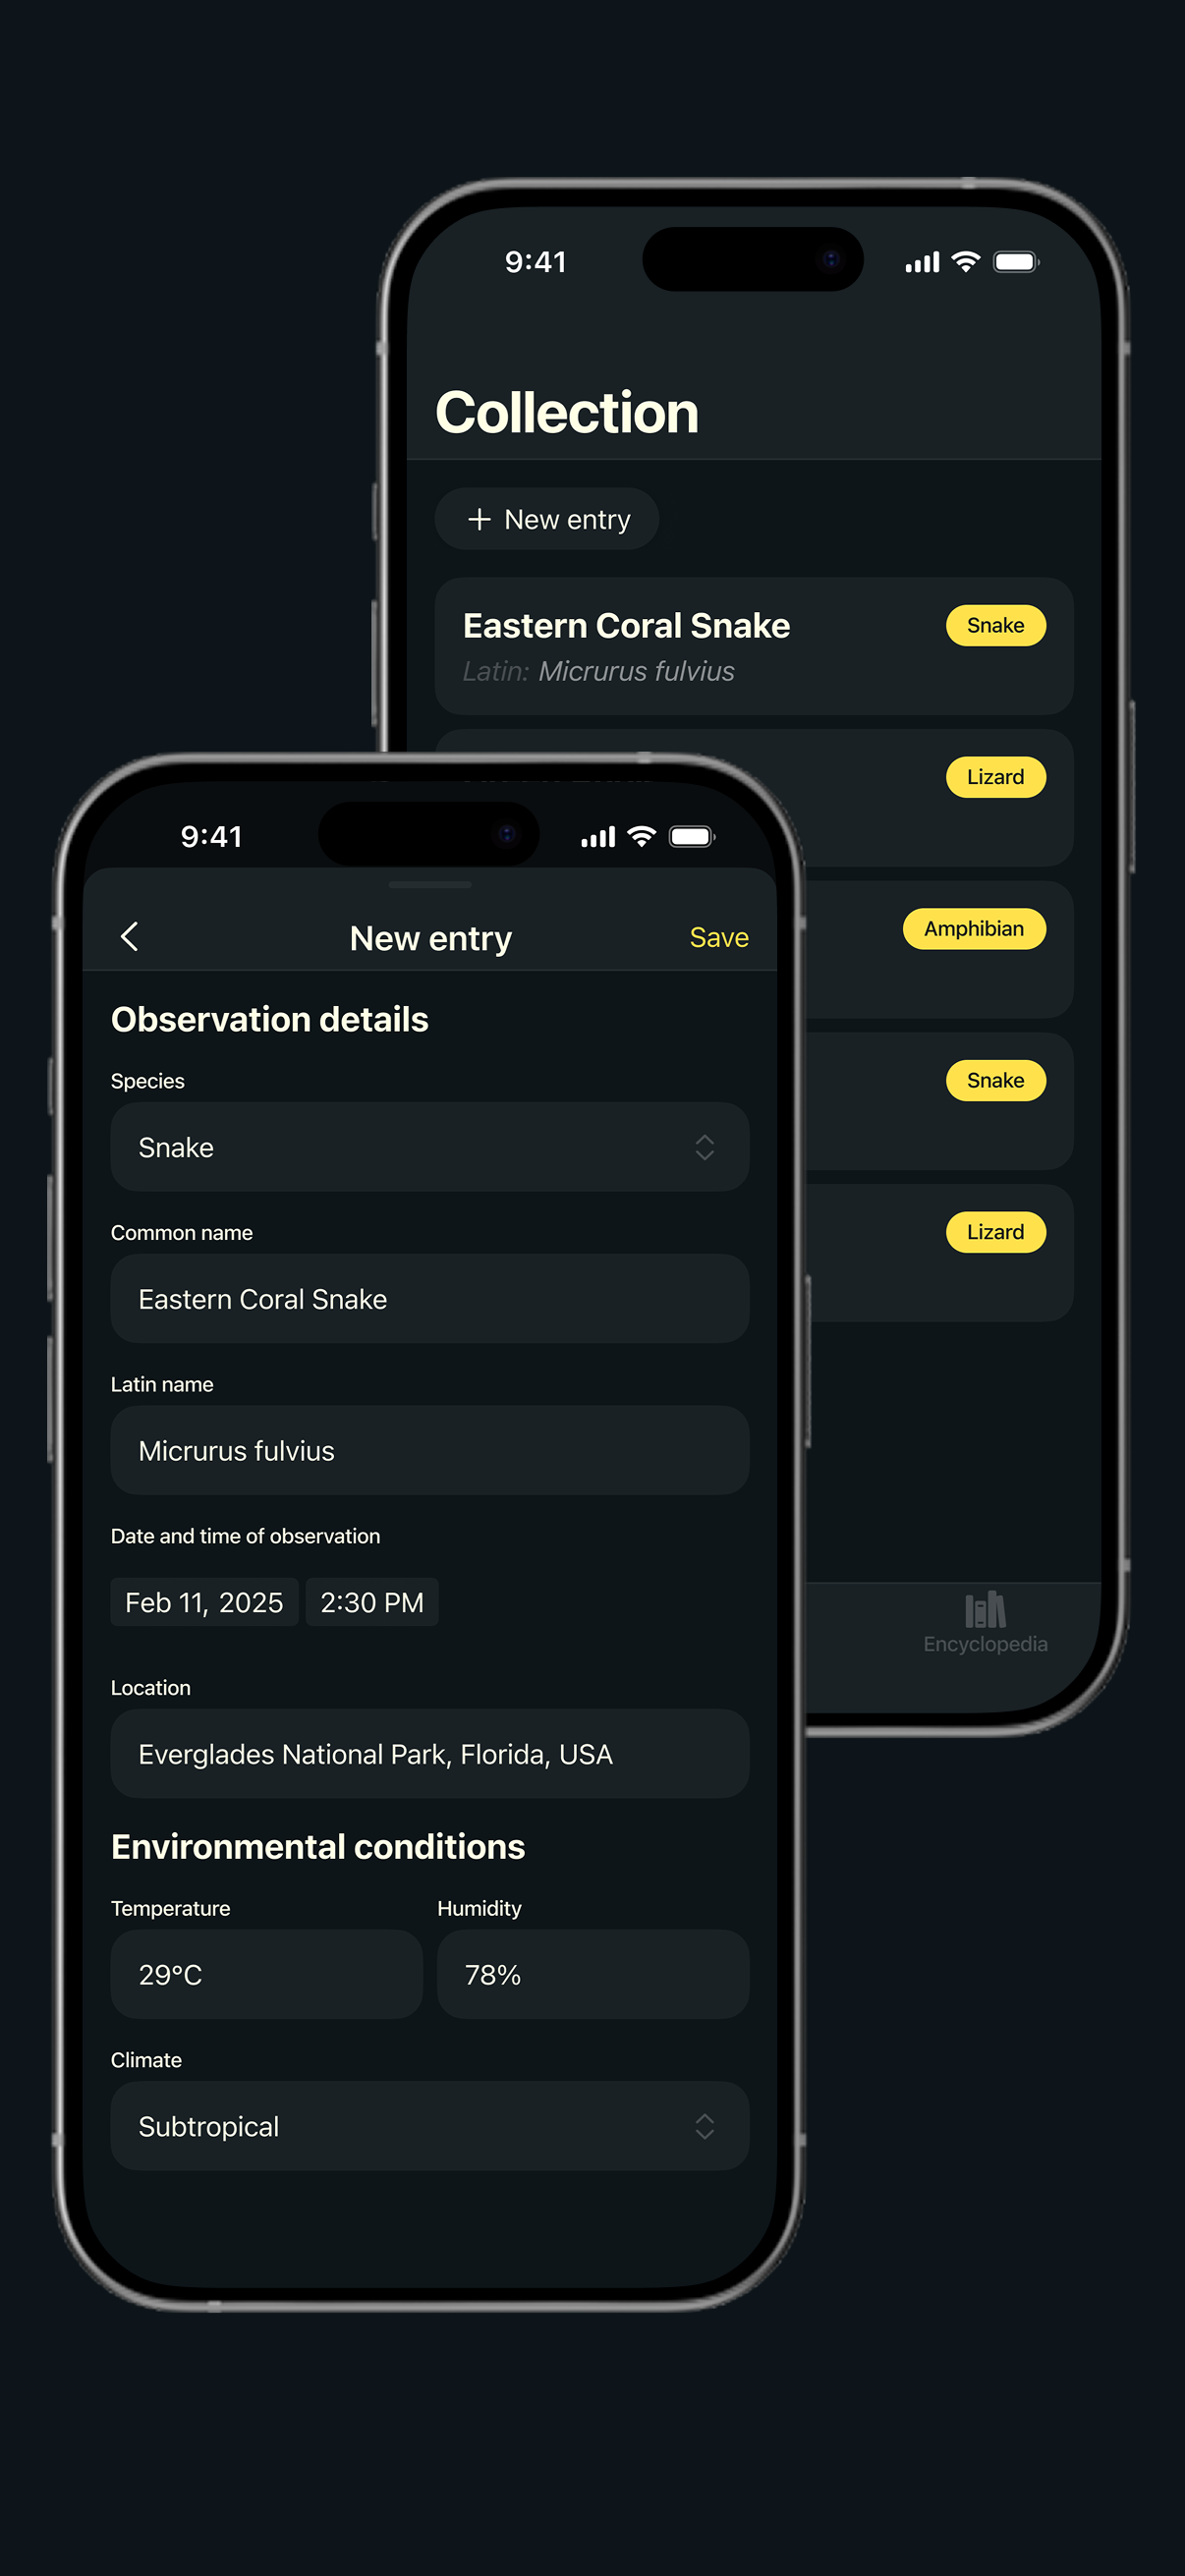 9:41
Collection
+ New entry
Eastern Coral Snake
Snake
Latin: Micrurus fulvius
Lizard
Amphibian
Snake
Lizard
Encyclopedia
9:41
New entry
Save
Observation details
Species
Snake
Common name
Eastern Coral Snake
Latin name
Micrurus fulvius
Date and time of observation
Feb 11, 2025 2:30 PM
Location
Everglades National Park, Florida, USA
Environmental conditions
Temperature Humidity
29°C 78%
Climate
Subtropical